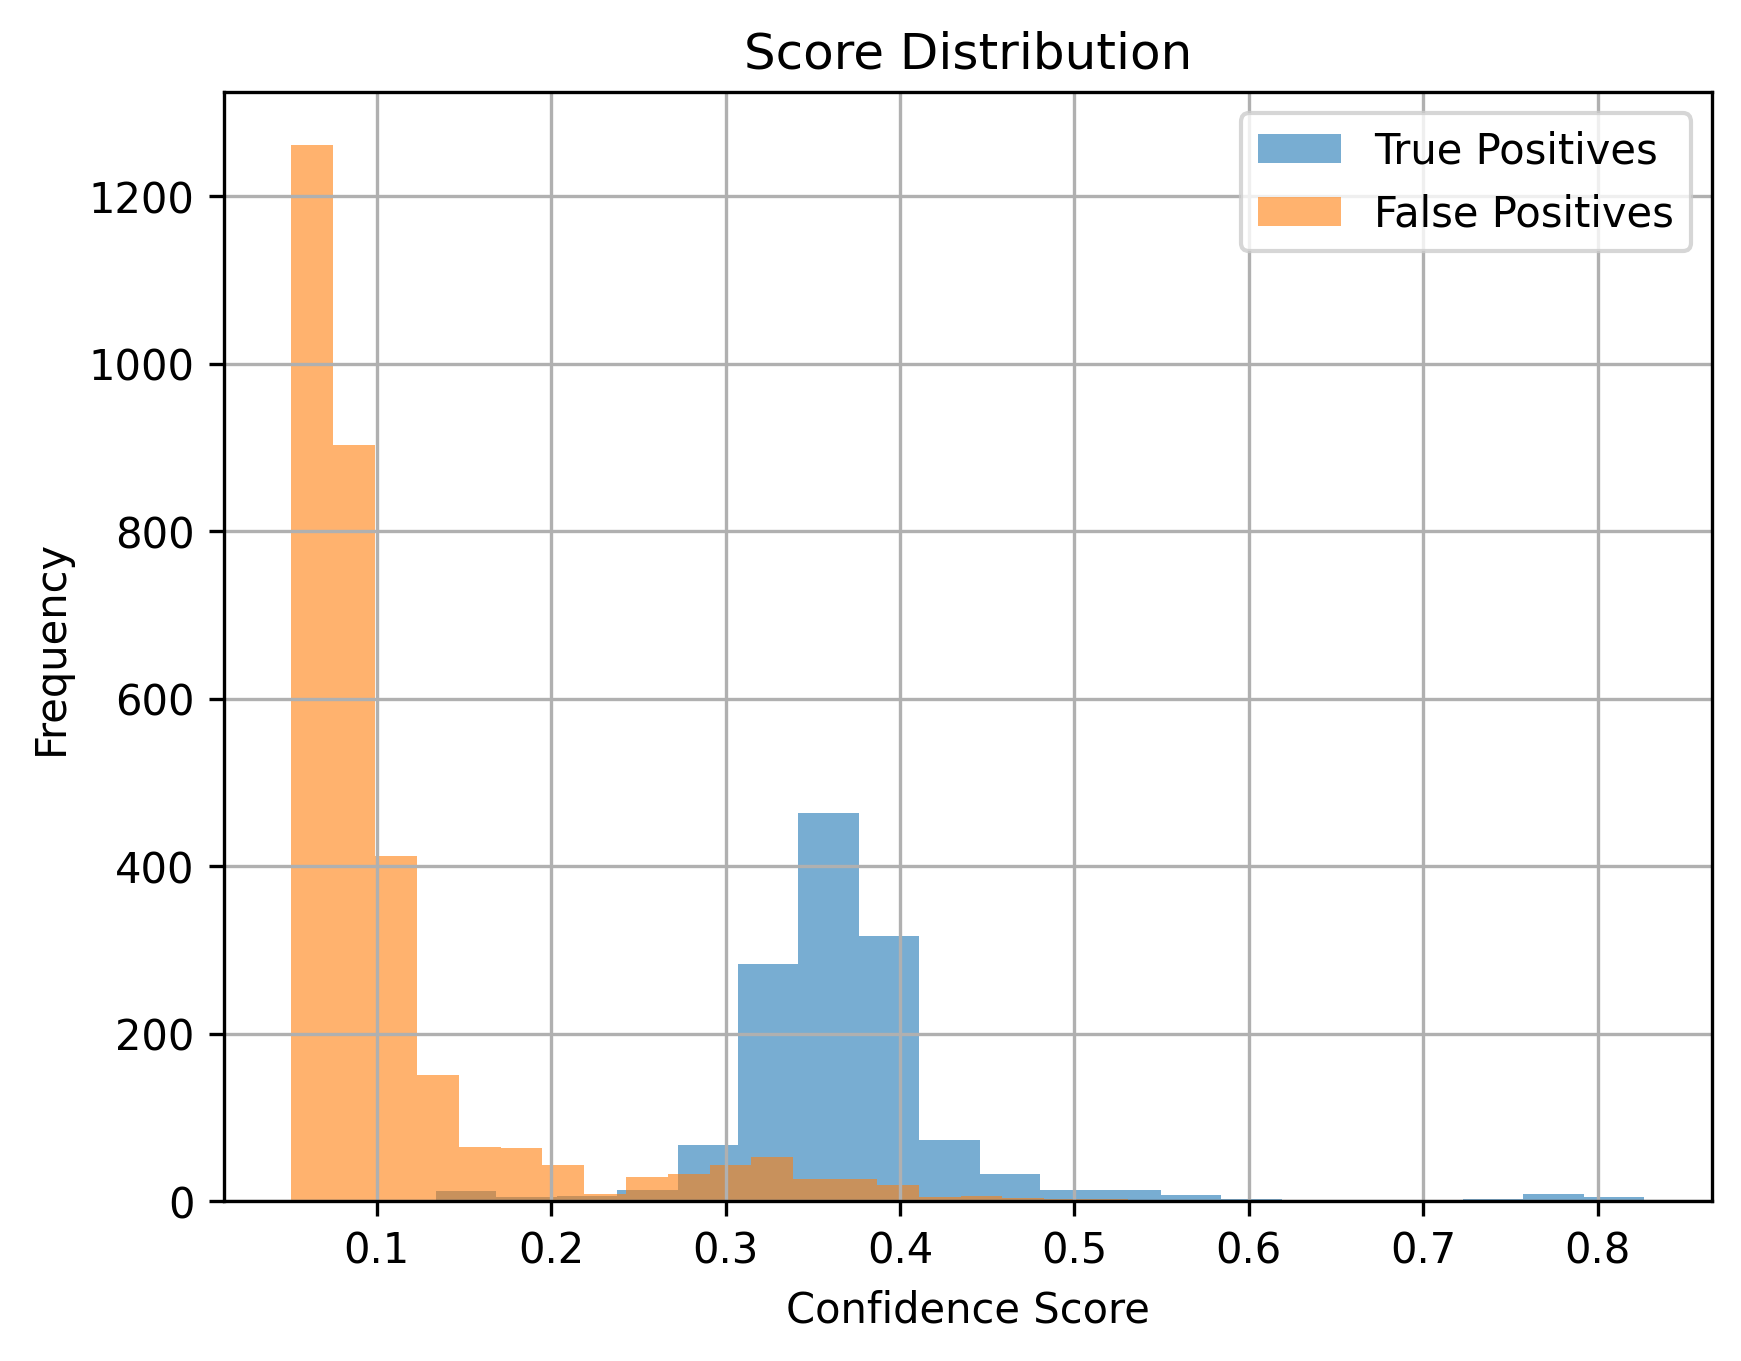 Score Distribution
True Positives
False Positives
1200
1000
800
600
400
200
0
Frequency
0.1 0.2 0.3 0.4 0.5 0.6 0.7 0.8
Confidence Score